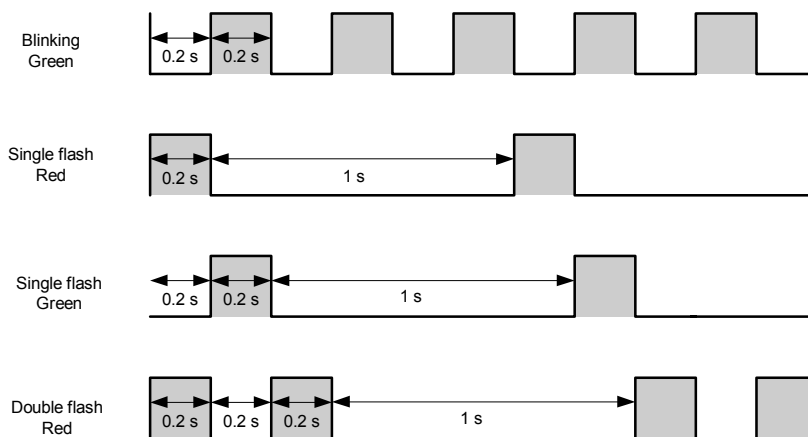 Blinking
Green
0.2 s 0.2 s
Single flash
Red
0.2 s 1 s
Single flash
Green
0.2 s 0.2 s 1 s
Double flash
Red
0.2 s 0.2 s 0.2 s 1 s